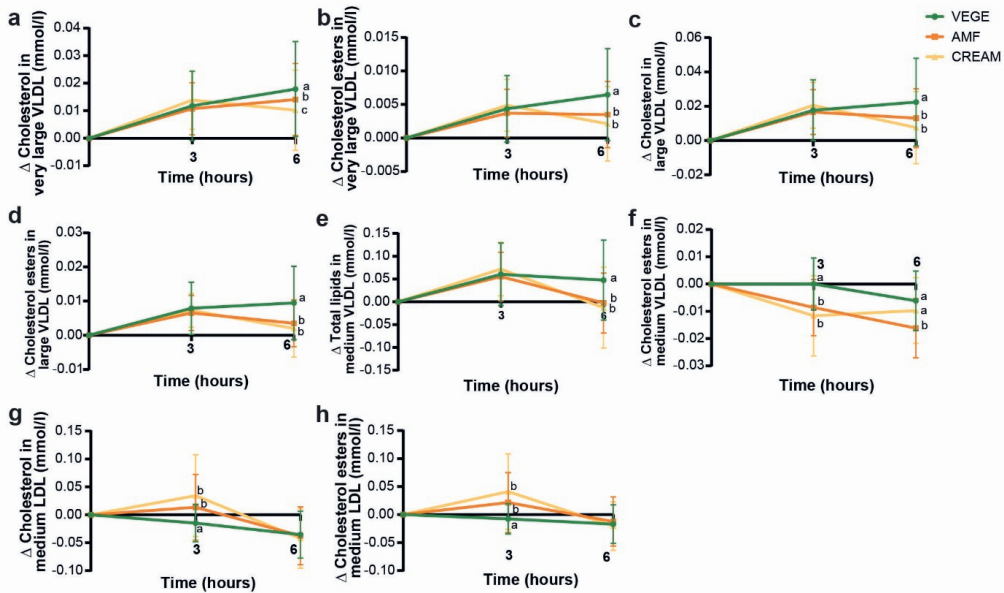 a
Δ Cholesterol in
very large VLDL (mmol/l)
0.04
0.03
0.02
0.01
0.00
-0.01
3
6
a
b
c
Time (hours)
b
Δ Cholesterol esters in
very large VLDL (mmol/l)
0.015
0.010
0.005
0.000
-0.005
3
6
a
b
b
Time (hours)
c
Δ Cholesterol in
large VLDL (mmol/l)
0.06
0.04
0.02
0.00
-0.02
3
6
a
b
b
Time (hours)
VEGE
AMF
CREAM
d
Δ Cholesterol esters in
large VLDL (mmol/l)
0.03
0.02
0.01
0.00
-0.01
3
6
a
b
b
Time (hours)
e
Δ Total lipids in
medium VLDL (mmol/l)
0.15
0.10
0.05
0.00
-0.05
-0.10
-0.15
3
6
a
b
b
Time (hours)
f
Δ Cholesterol esters in
medium VLDL (mmol/l)
0.02
0.01
0.00
-0.01
-0.02
-0.03
3
6
a
b
b
a
a
b
Time (hours)
g
Δ Cholesterol in
medium LDL (mmol/l)
0.15
0.10
0.05
0.00
-0.05
-0.10
b
b
a
3
6
Time (hours)
h
Δ Cholesterol esters in
medium LDL (mmol/l)
0.15
0.10
0.05
0.00
-0.05
-0.10
b
b
a
3
6
Time (hours)